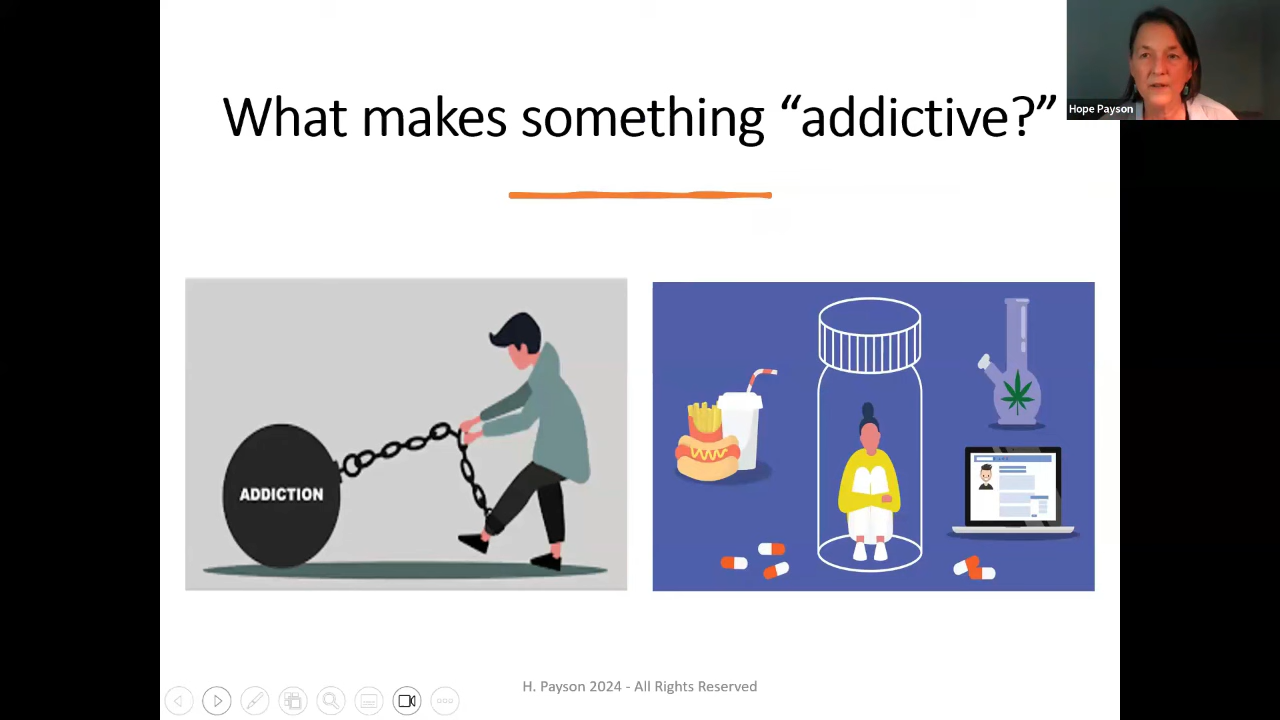 What makes something “addictive?”
Hope Payson
ADDICTION
H. Payson 2024 - All Rights Reserved